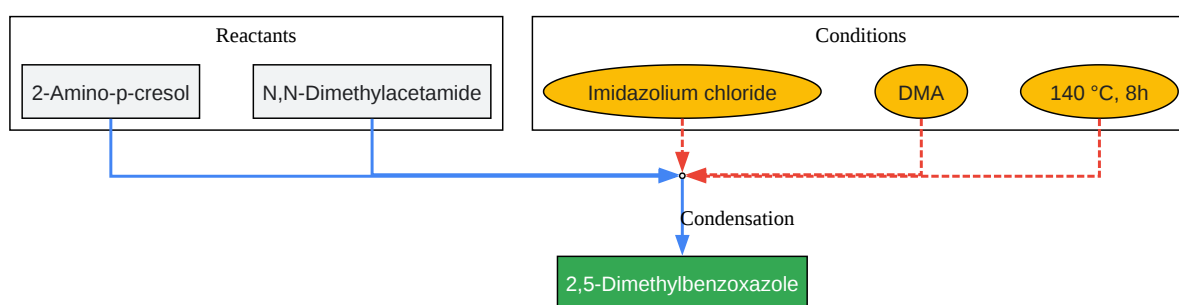 Reactants
Conditions
2-Amino-p-cresol
N,N-Dimethylacetamide
Imidazolium chloride
DMA
140 °C, 8h
Condensation
2,5-Dimethylbenzoxazole